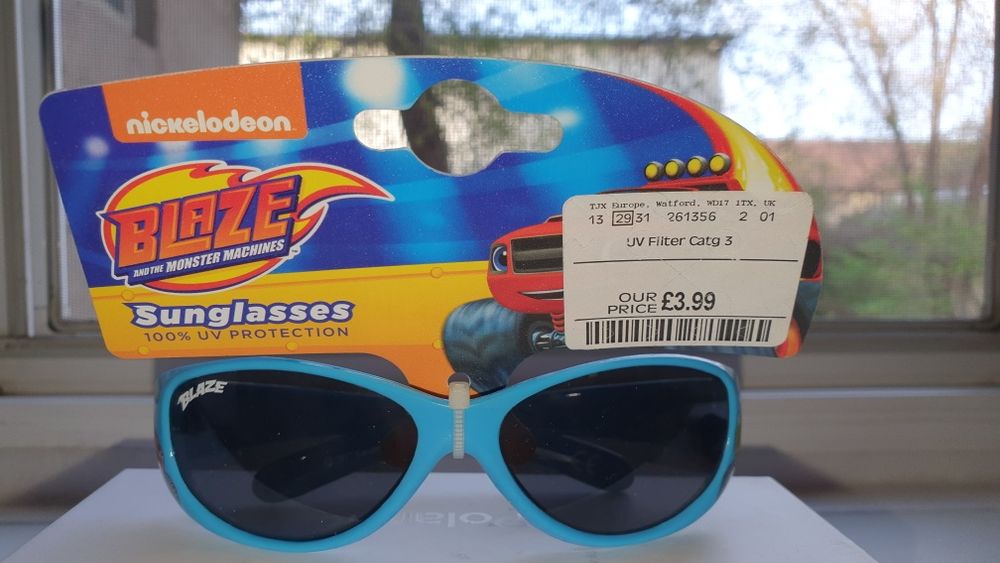 nickelodeon
BLAZE
AND THE MONSTER MACHINES
Sunglasses
100% UV PROTECTION
TJX Europe, Watford, WD17 1TX, UK
13 29 31 261356 2 01
UV Filter Catg 3
OUR PRICE £3.99
BLAZE